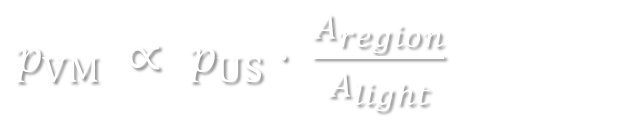 p_VM ∝ p_US · A_region / A_light